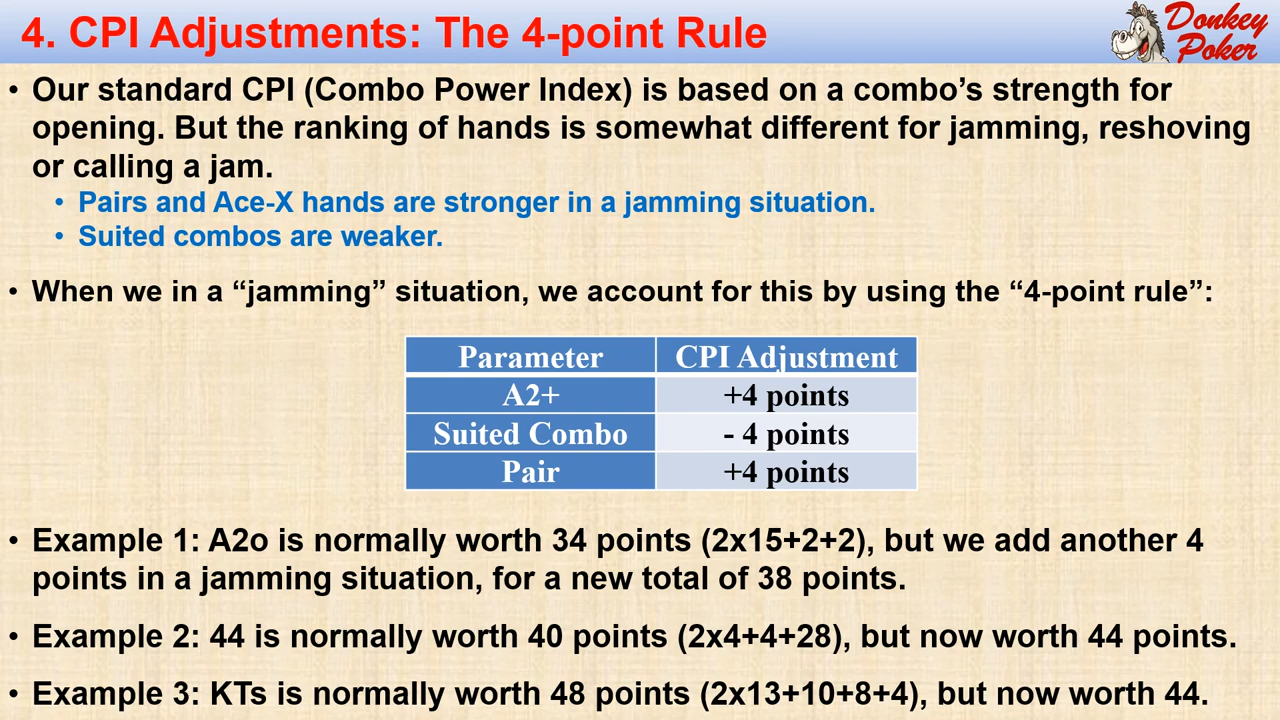 4. CPI Adjustments: The 4-point Rule
Donkey
Poker
• Our standard CPI (Combo Power Index) is based on a combo’s strength for
opening. But the ranking of hands is somewhat different for jamming, reshoving
or calling a jam.
• Pairs and Ace-X hands are stronger in a jamming situation.
• Suited combos are weaker.
• When we in a “jamming” situation, we account for this by using the “4-point rule”:
Parameter CPI Adjustment
A2+ +4 points
Suited Combo - 4 points
Pair +4 points
• Example 1: A2o is normally worth 34 points (2x15+2+2), but we add another 4
points in a jamming situation, for a new total of 38 points.
• Example 2: 44 is normally worth 40 points (2x4+4+28), but now worth 44 points.
• Example 3: KTs is normally worth 48 points (2x13+10+8+4), but now worth 44.